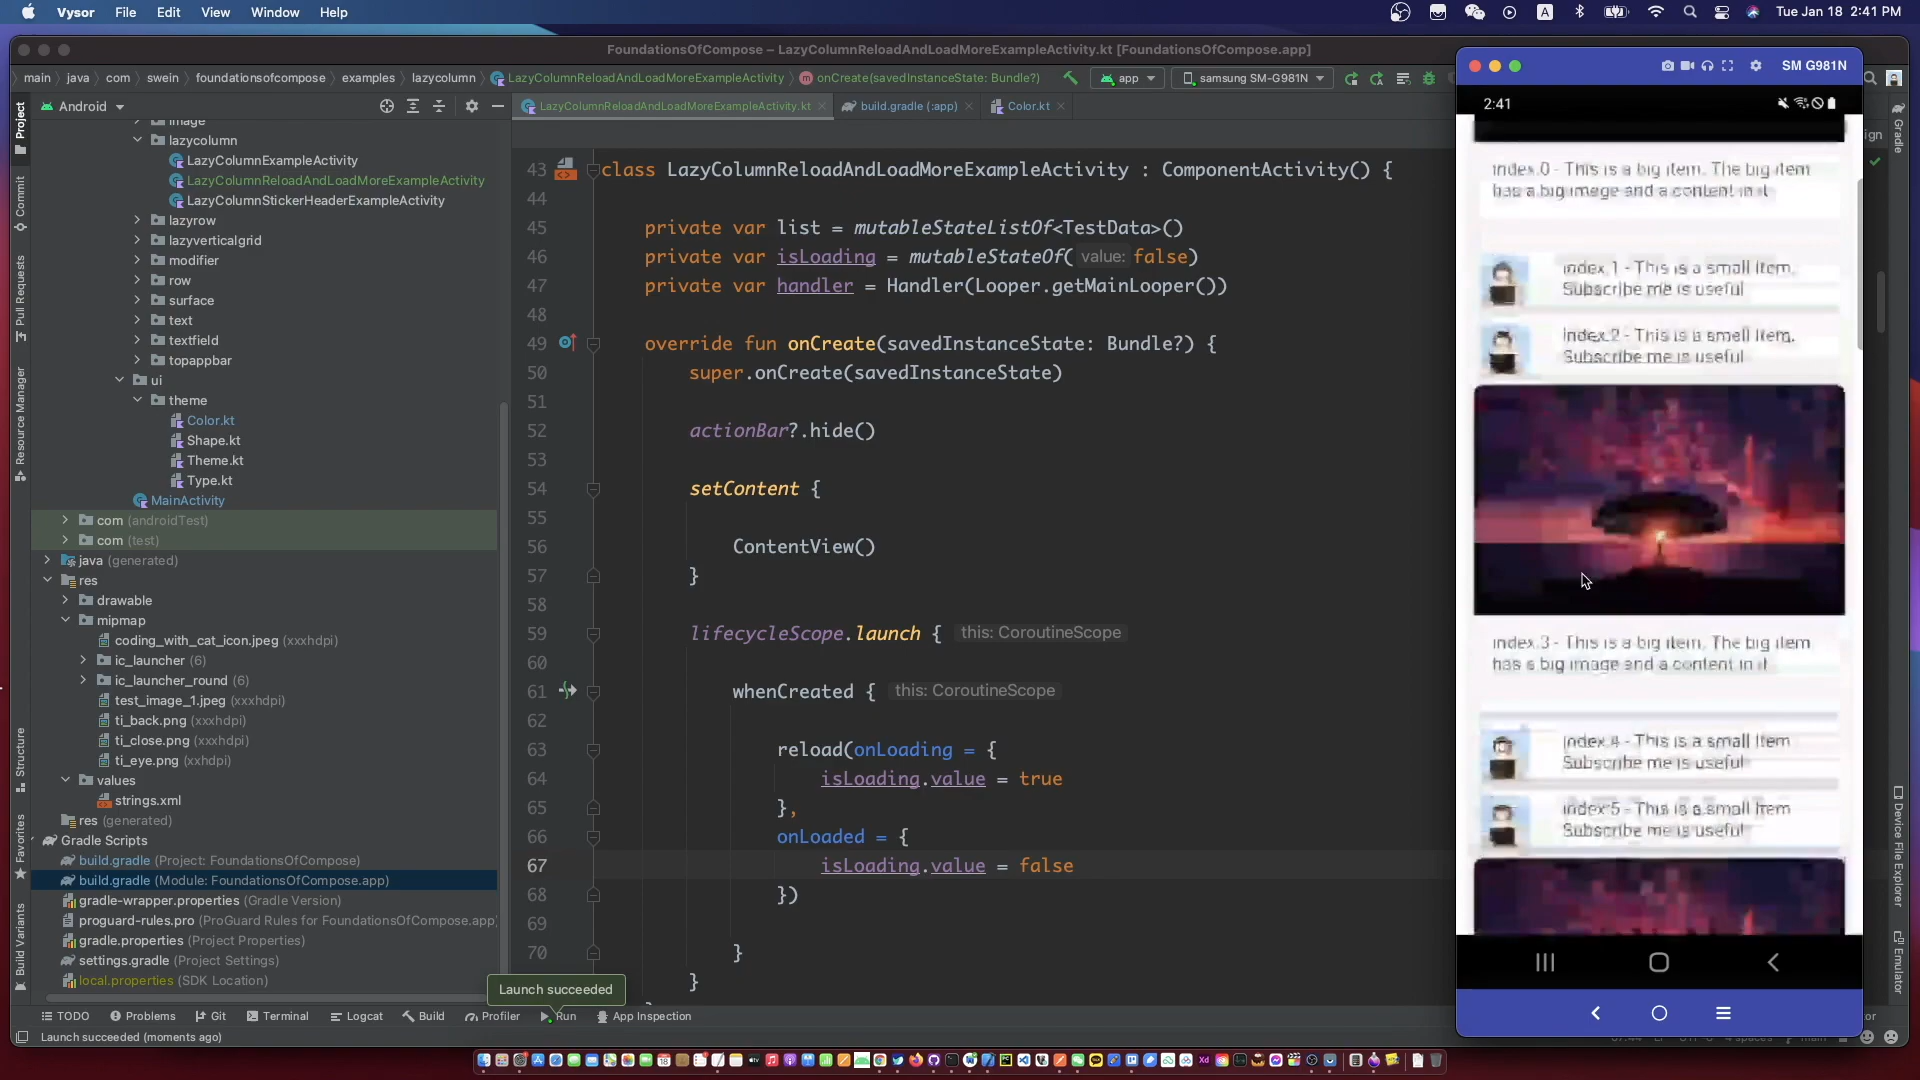 Vysor File Edit View Window Help
A
Tue Jan 18 2:41 PM
FoundationsOfCompose – LazyColumnReloadAndLoadMoreExampleActivity.kt [FoundationsOfCompose.app]
main java com swein foundationsofcompose examples lazycolumn LazyColumnReloadAndLoadMoreExampleActivity onCreate(savedInstanceState: Bundle?)
app
samsung SM-G981N
SM G981N
Android
LazyColumnReloadAndLoadMoreExampleActivity.kt
build.gradle (:app)
Color.kt
Project
Commit
Pull Requests
Resource Manager
Structure
Favorites
Build Variants
image
lazycolumn
LazyColumnExampleActivity
LazyColumnReloadAndLoadMoreExampleActivity
LazyColumnStickerHeaderExampleActivity
lazyrow
lazyverticalgrid
modifier
row
surface
text
textfield
topappbar
ui
theme
Color.kt
Shape.kt
Theme.kt
Type.kt
MainActivity
com (androidTest)
com (test)
java (generated)
res
drawable
mipmap
coding_with_cat_icon.jpeg (xxxhdpi)
ic_launcher (6)
ic_launcher_round (6)
test_image_1.jpeg (xxxhdpi)
ti_back.png (xxxhdpi)
ti_close.png (xxxhdpi)
ti_eye.png (xxhdpi)
values
strings.xml
res (generated)
Gradle Scripts
build.gradle (Project: FoundationsOfCompose)
build.gradle (Module: FoundationsOfCompose.app)
gradle-wrapper.properties (Gradle Version)
proguard-rules.pro (ProGuard Rules for FoundationsOfCompose.app)
gradle.properties (Project Properties)
settings.gradle (Project Settings)
local.properties (SDK Location)
43 class LazyColumnReloadAndLoadMoreExampleActivity : ComponentActivity() {
44
45 private var list = mutableStateListOf<TestData>()
46 private var isLoading = mutableStateOf( value: false)
47 private var handler = Handler(Looper.getMainLooper())
48
49 override fun onCreate(savedInstanceState: Bundle?) {
50 super.onCreate(savedInstanceState)
51
52 actionBar?.hide()
53
54 setContent {
55
56 ContentView()
57 }
58
59 lifecycleScope.launch { this: CoroutineScope
60
61 whenCreated { this: CoroutineScope
62
63 reload(onLoading = {
64 isLoading.value = true
65 },
66 onLoaded = {
67 isLoading.value = false
68 })
69
70 }
}
2:41
index.0 - This is a big item. The big item
has a big image and a content in it
index.1 - This is a small item.
Subscribe me is useful
index.2 - This is a small item.
Subscribe me is useful
index.3 - This is a big item. The big item
has a big image and a content in it
index.4 - This is a small item
Subscribe me is useful
index.5 - This is a small item
Subscribe me is useful
Gradle
Device File Explorer
Emulator
Launch succeeded
TODO Problems Git Terminal Logcat Build Profiler Run App Inspection
Launch succeeded (moments ago)